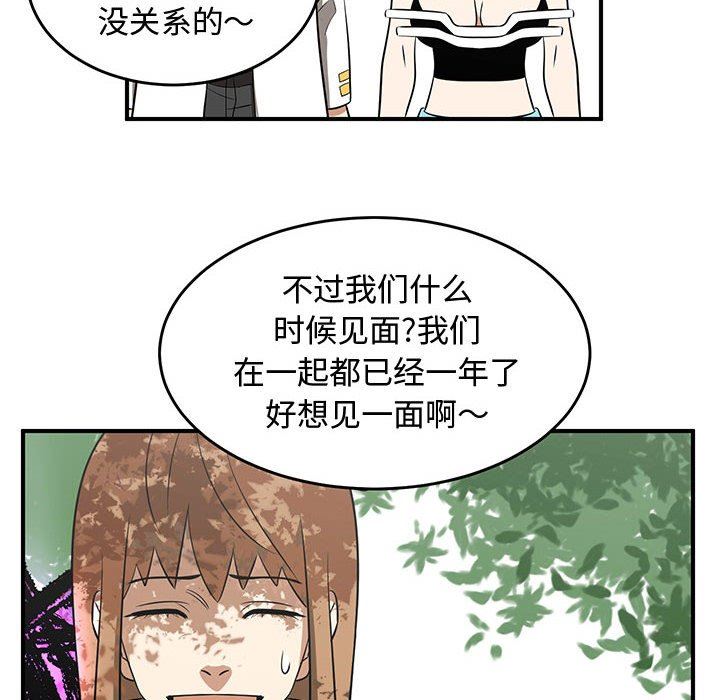 没关系的～
不过我们什么
时候见面?我们
在一起都已经一年了
好想见一面啊～